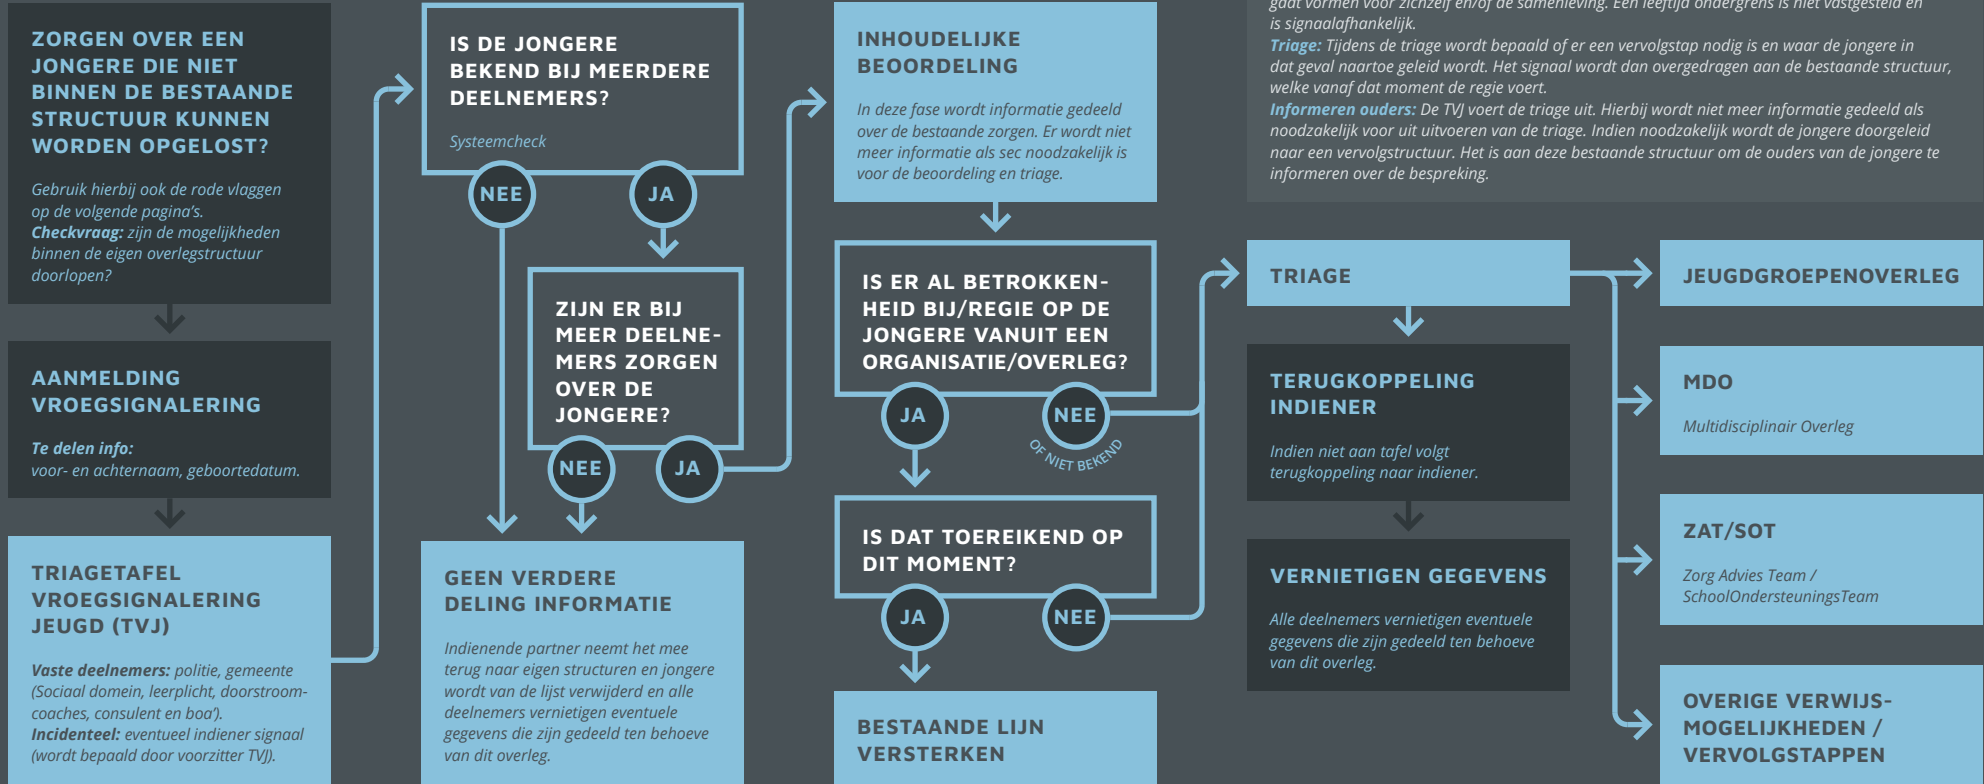 ZORGEN OVER EEN
JONGERE DIE NIET
BINNEN DE BESTAANDE
STRUCTUUR KUNNEN
WORDEN OPGELOST?
Gebruik hierbij ook de rode vlaggen
op de volgende pagina's.
Checkvraag: zijn de mogelijkheden
binnen de eigen overlegstructuur
doorlopen?
AANMELDING
VROEGSIGNALERING
Te delen info:
voor- en achternaam, geboortedatum.
TRIAGETAFEL
VROEGSIGNALERING
JEUGD (TVJ)
Vaste deelnemers: politie, gemeente
(Sociaal domein, leerplicht, doorstroom-
coaches, consulent en boa').
Incidenteel: eventueel indiener signaal
(wordt bepaald door voorzitter TVJ).
IS DE JONGERE
BEKEND BIJ MEERDERE
DEELNEMERS?
Systeemcheck
NEE
JA
ZIJN ER BIJ
MEER DEELNE-
MERS ZORGEN
OVER DE
JONGERE?
NEE
JA
GEEN VERDERE
DELING INFORMATIE
Indienende partner neemt het mee
terug naar eigen structuren en jongere
wordt van de lijst verwijderd en alle
deelnemers vernietigen eventuele
gegevens die zijn gedeeld ten behoeve
van dit overleg.
INHOUDELIJKE
BEOORDELING
In deze fase wordt informatie gedeeld
over de bestaande zorgen. Er wordt niet
meer informatie als sec noodzakelijk is
voor de beoordeling en triage.
IS ER AL BETROKKEN-
HEID BIJ/REGIE OP DE
JONGERE VANUIT EEN
ORGANISATIE/OVERLEG?
JA
NEE
OF NIET BEKEND
IS DAT TOEREIKEND OP
DIT MOMENT?
JA
NEE
BESTAANDE LIJN
VERSTERKEN
gaat vormen voor zichzelf en/of de samenleving. Een leeftijd ondergrens is niet vastgesteld en
is signaalafhankelijk.
Triage: Tijdens de triage wordt bepaald of er een vervolgstap nodig is en waar de jongere in
dat geval naartoe geleid wordt. Het signaal wordt dan overgedragen aan de bestaande structuur,
welke vanaf dat moment de regie voert.
Informeren ouders: De TVJ voert de triage uit. Hierbij wordt niet meer informatie gedeeld als
noodzakelijk voor uit uitvoeren van de triage. Indien noodzakelijk wordt de jongere doorgeleid
naar een vervolgstructuur. Het is aan deze bestaande structuur om de ouders van de jongere te
informeren over de bespreking.
TRIAGE
TERUGKOPPELING
INDIENER
Indien niet aan tafel volgt
terugkoppeling naar indiener.
VERNIETIGEN GEGEVENS
Alle deelnemers vernietigen eventuele
gegevens die zijn gedeeld ten behoeve
van dit overleg.
JEUGDGROEPENOVERLEG
MDO
Multidisciplinair Overleg
ZAT/SOT
Zorg Advies Team /
SchoolOndersteuningsTeam
OVERIGE VERWIJS-
MOGELIJKHEDEN /
VERVOLGSTAPPEN